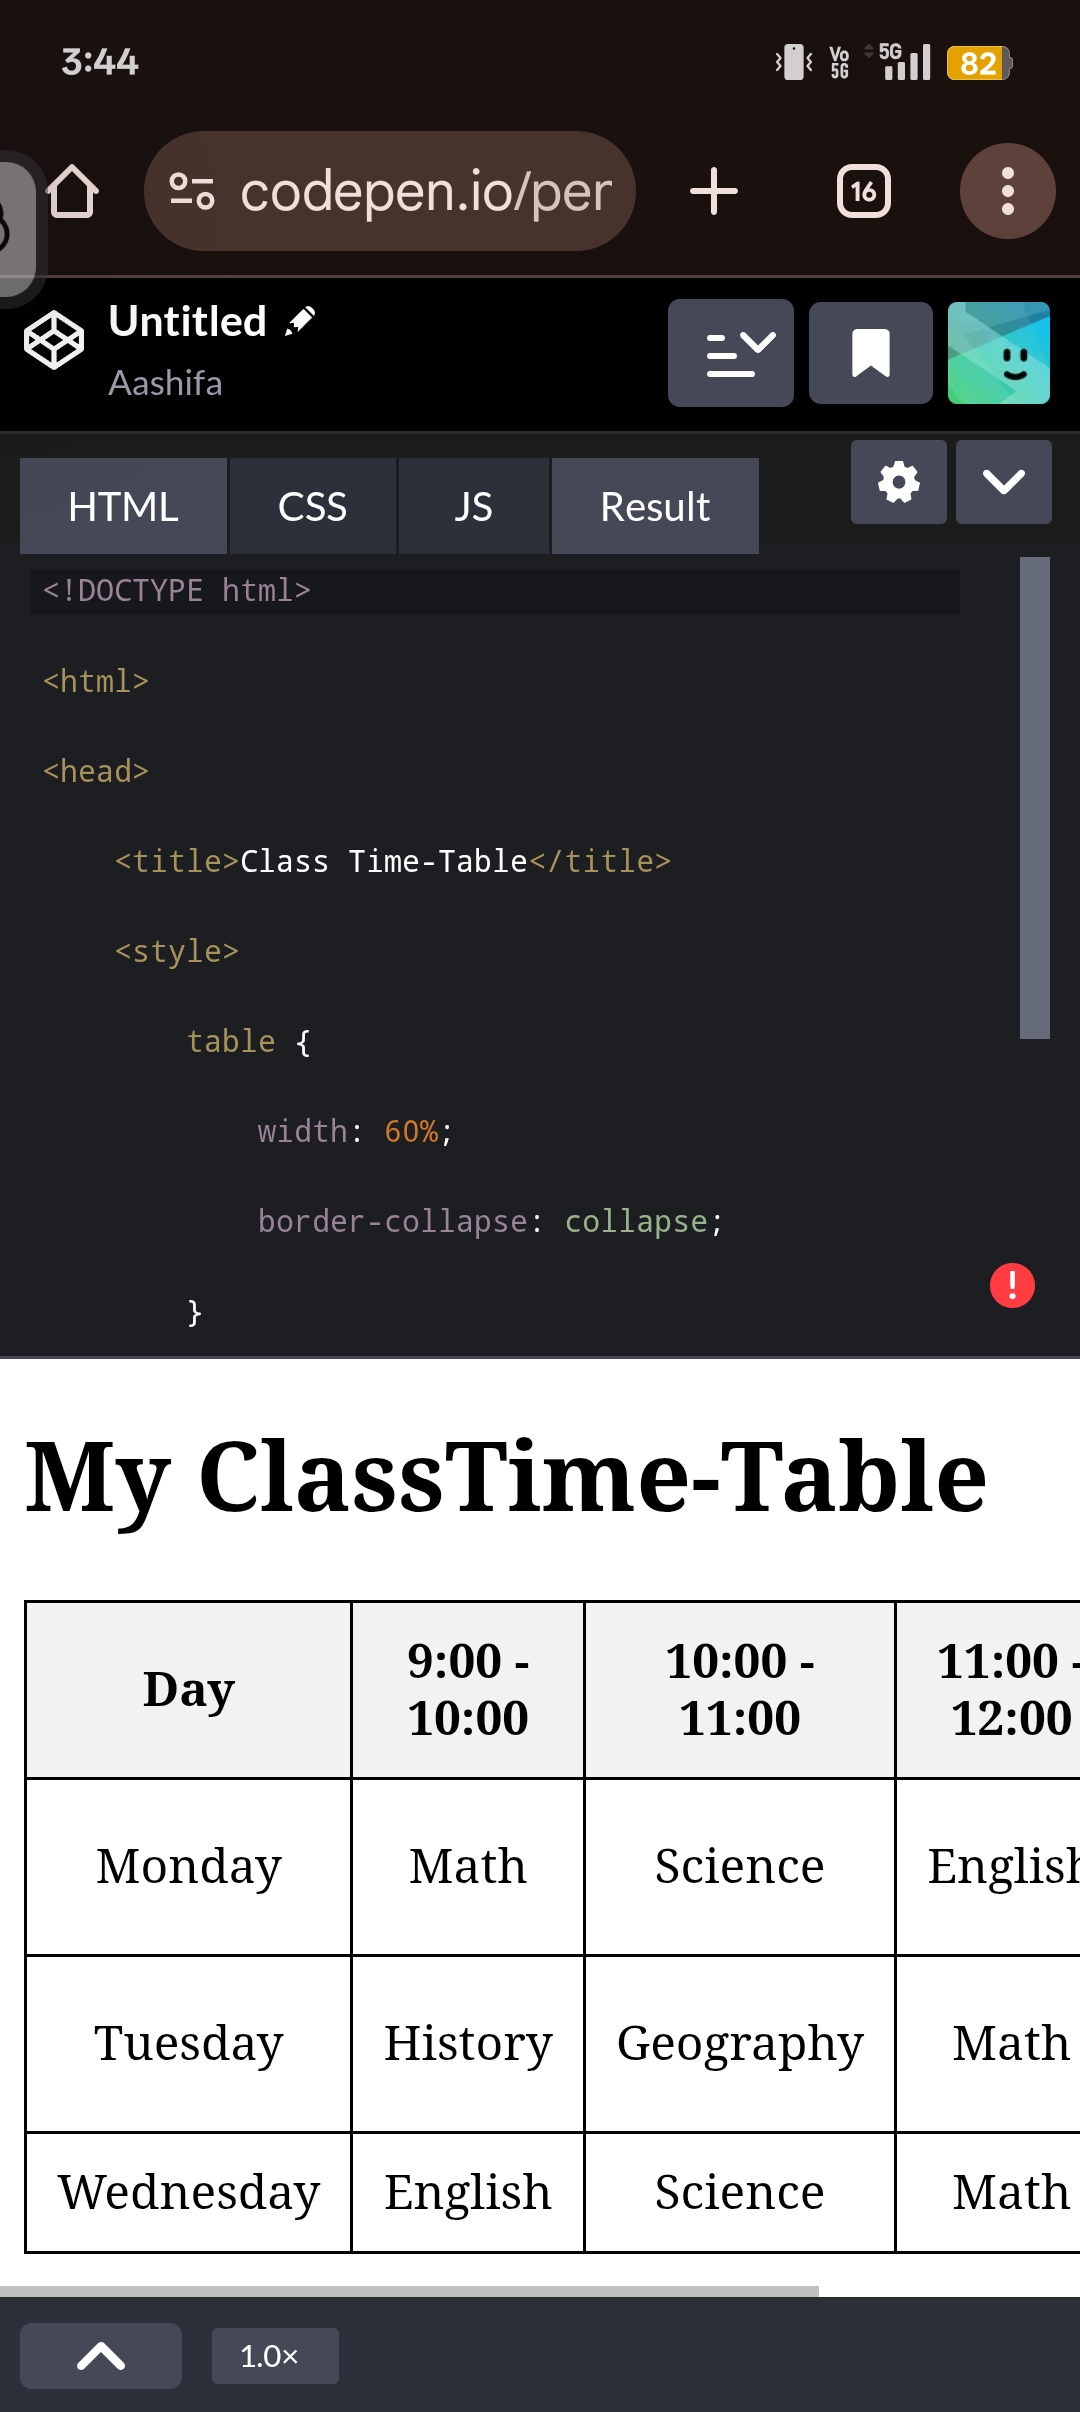 3:44
Vo 5G
5G
82
codepen.io/per
16
Untitled
Aashifa
HTML
CSS
JS
Result
<!DOCTYPE html>
<html>
<head>
<title>Class Time-Table</title>
<style>
table {
width: 60%;
border-collapse: collapse;
}
!
My ClassTime-Table
Day
9:00 -
10:00
10:00 -
11:00
11:00 -
12:00
Monday
Math
Science
English
Tuesday
History
Geography
Math
Wednesday
English
Science
Math
1.0×